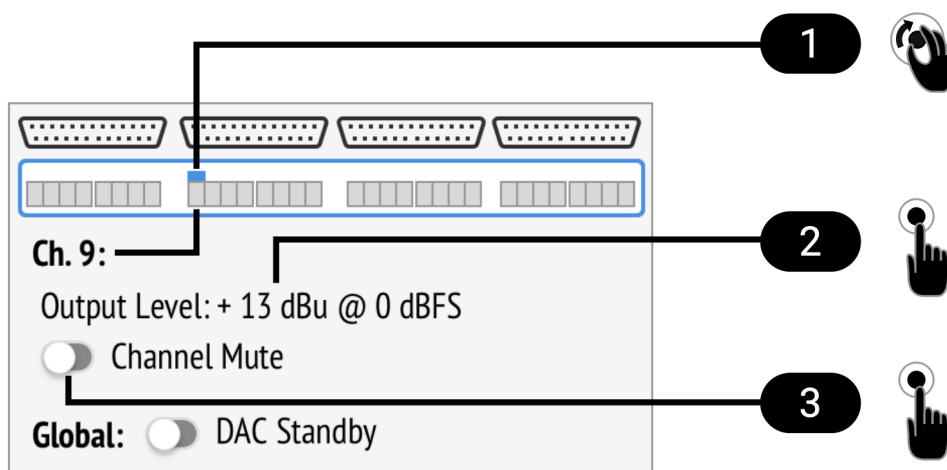 1
2
Ch. 9:
Output Level: + 13 dBu @ 0 dBFS
Channel Mute
3
Global: DAC Standby